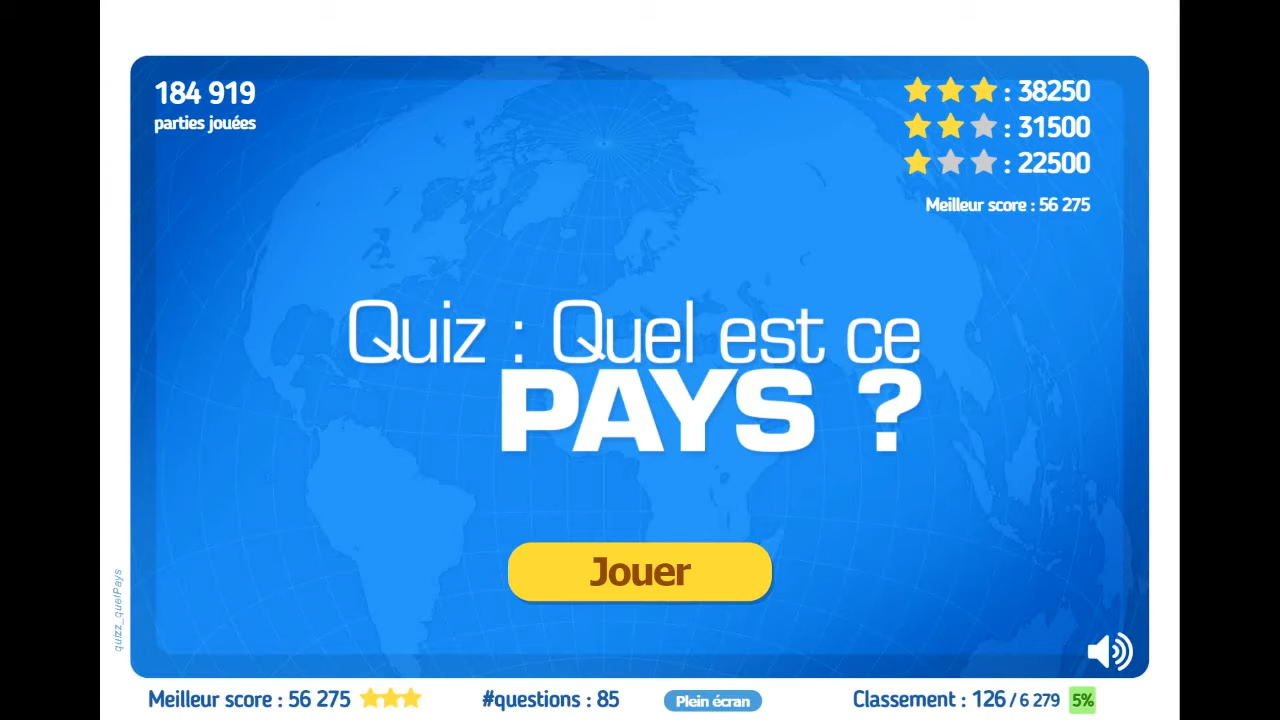 184 919
parties jouées
: 38250
: 31500
: 22500
Meilleur score : 56 275
Quiz : Quel est ce
PAYS ?
Jouer
quizz_quelPays
Meilleur score : 56 275
#questions : 85
Plein écran
Classement : 126 / 6 279 5%